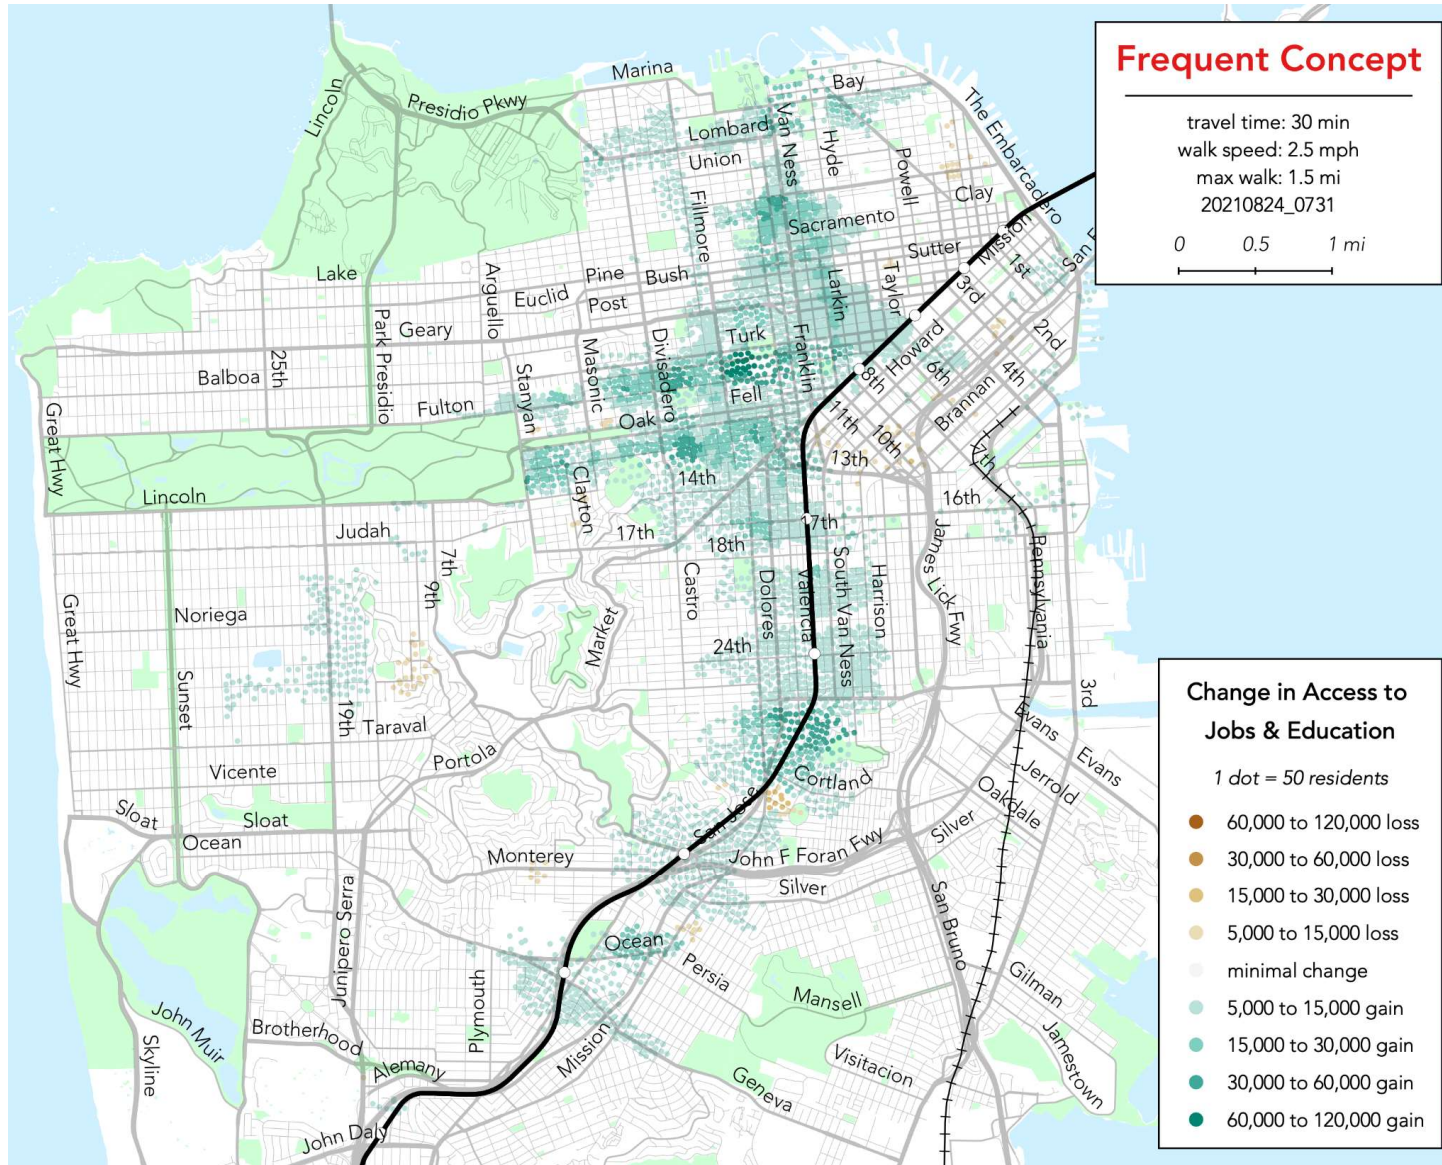 Frequent Concept
travel time: 30 min
walk speed: 2.5 mph
max walk: 1.5 mi
20210824_0731
0 0.5 1 mi
Marina
Bay
Lincoln
Presidio Pkwy
Lombard
Van Ness
Hyde
The Embarcadero
Union
Powell
Clay
Fillmore
Sacramento
Sutter
Mission
San F
1st
Lake
Arguello
Euclid
Pine
Bush
Post
Larkin
Taylor
3rd
Geary
Park Presidio
25th
Balboa
Masonic
Divisadero
Turk
Franklin
Howard
2nd
Stanyan
8th
6th
4th
Great Hwy
Fulton
Fell
Oak
Brannan
11th
10th
13th
7th
Lincoln
Clayton
14th
16th
Judah
17th
17th
18th
7th
9th
Castro
Dolores
Valencia
South Van Ness
Harrison
James Lick Fwy
Pennsylvania
Great Hwy
Noriega
Market
24th
Sunset
19th
Taraval
3rd
Evans
Evans
Vicente
Portola
Cortland
Jerrold
Oakdale
Sloat
Sloat
Ocean
San Jose
Silver
Monterey
John F Foran Fwy
Silver
Junipero Serra
San Bruno
Ocean
Persia
Plymouth
Mansell
Gilman
John Muir
Brotherhood
Skyline
Mission
Alemany
Visitacion
Jamestown
Geneva
John Daly
Change in Access to
Jobs & Education
1 dot = 50 residents
60,000 to 120,000 loss
30,000 to 60,000 loss
15,000 to 30,000 loss
5,000 to 15,000 loss
minimal change
5,000 to 15,000 gain
15,000 to 30,000 gain
30,000 to 60,000 gain
60,000 to 120,000 gain